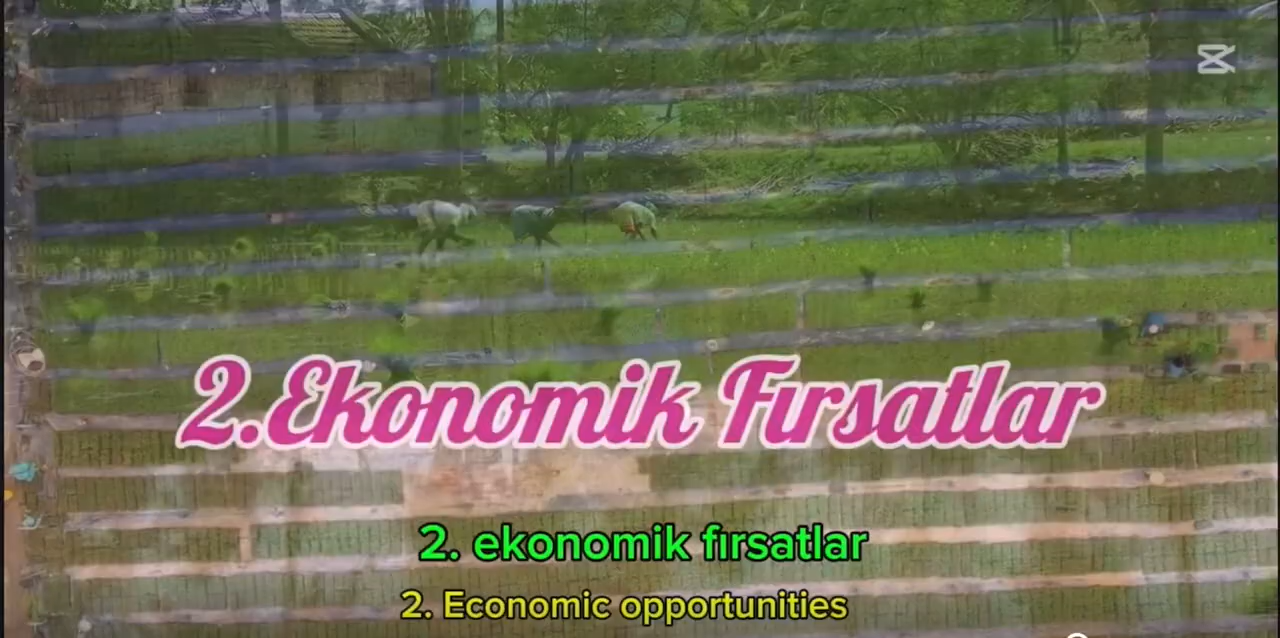 2.Ekonomik Fırsatlar
2. ekonomik fırsatlar
2. Economic opportunities